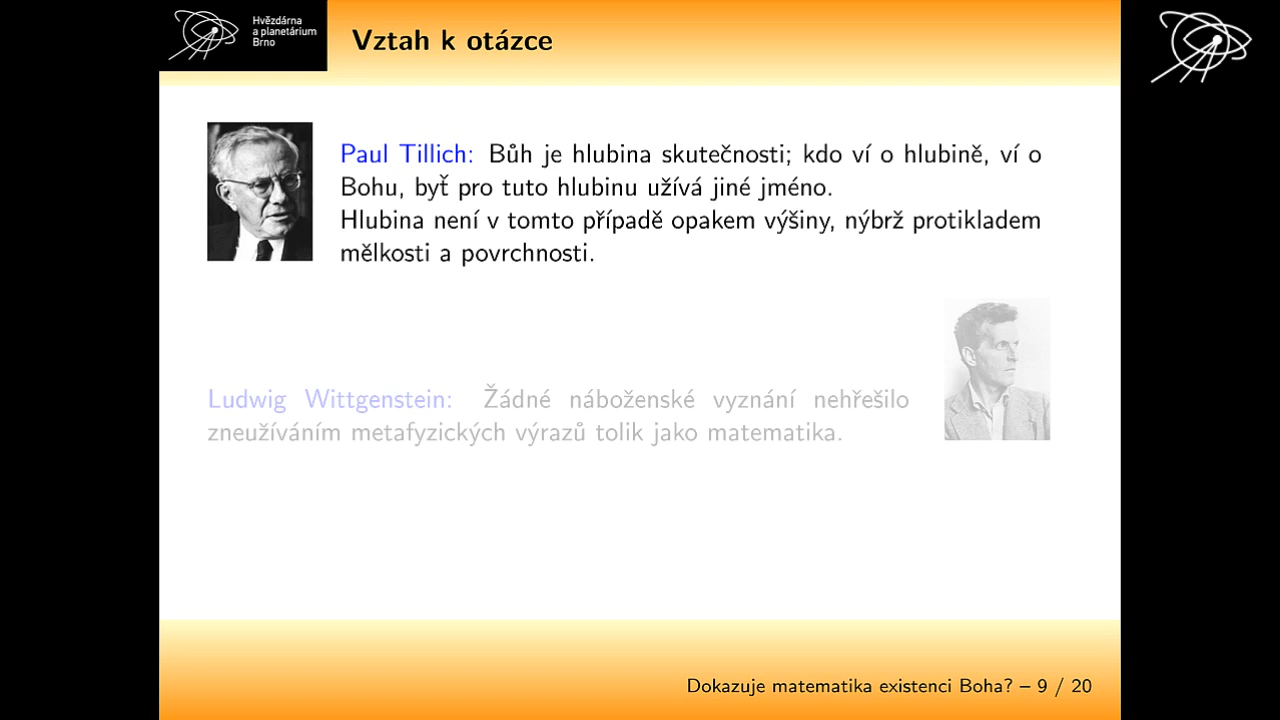 Hvězdárna
a planetárium
Brno
Vztah k otázce
Paul Tillich: Bůh je hlubina skutečnosti; kdo ví o hlubině, ví o
Bohu, byť pro tuto hlubinu užívá jiné jméno.
Hlubina není v tomto případě opakem výšiny, nýbrž protikladem
mělkosti a povrchnosti.
Ludwig Wittgenstein: Žádné náboženské vyznání nehřešilo
zneužíváním metafyzických výrazů tolik jako matematika.
Dokazuje matematika existenci Boha? – 9 / 20